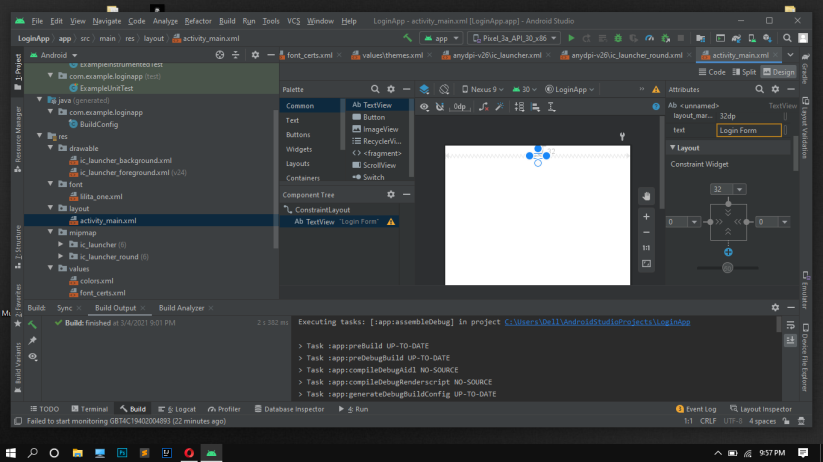 File Edit View Navigate Code Analyze Refactor Build Run Tools VCS Window Help LoginApp - activity_main.xml [LoginApp.app] - Android Studio
LoginApp app src main res layout activity_main.xml app Pixel_3a_API_30_x86
Android font_certs.xml values\themes.xml anydpi-v26\ic_launcher.xml anydpi-v26\ic_launcher_round.xml activity_main.xml
Code Split Design
ExampleInstrumentedTest
com.example.loginapp (test)
ExampleUnitTest
java (generated)
com.example.loginapp
BuildConfig
res
drawable
ic_launcher_background.xml
ic_launcher_foreground.xml (v24)
font
lilita_one.xml
layout
activity_main.xml
mipmap
ic_launcher (6)
ic_launcher_round (6)
values
colors.xml
font_certs.xml
1: Project
Resource Manager
7: Structure
2: Favorites
Build Variants
Palette
Common
Text
Buttons
Widgets
Layouts
Containers
Ab TextView
Button
ImageView
RecyclerVi...
<fragment>
ScrollView
Switch
Component Tree
ConstraintLayout
Ab TextView "Login Form"
Nexus 9 30 LoginApp
0dp
1:1
Attributes
Ab <unnamed> TextView
layout_mar... 32dp
text Login Form
Layout
Constraint Widget
32
0 0
Gradle
Layout Validation
Emulator
Device File Explorer
Build: Sync Build Output Build Analyzer
Build: finished at 3/4/2021 9:01 PM 2 s 382 ms
Executing tasks: [:app:assembleDebug] in project C:\Users\Dell\AndroidStudioProjects\LoginApp
> Task :app:preBuild UP-TO-DATE
> Task :app:preDebugBuild UP-TO-DATE
> Task :app:compileDebugAidl NO-SOURCE
> Task :app:compileDebugRenderscript NO-SOURCE
> Task :app:generateDebugBuildConfig UP-TO-DATE
TODO Terminal Build 6: Logcat Profiler Database Inspector 4: Run Event Log Layout Inspector
Failed to start monitoring GBT4C19402004893 (22 minutes ago) 1:1 CRLF UTF-8 4 spaces
9:57 PM